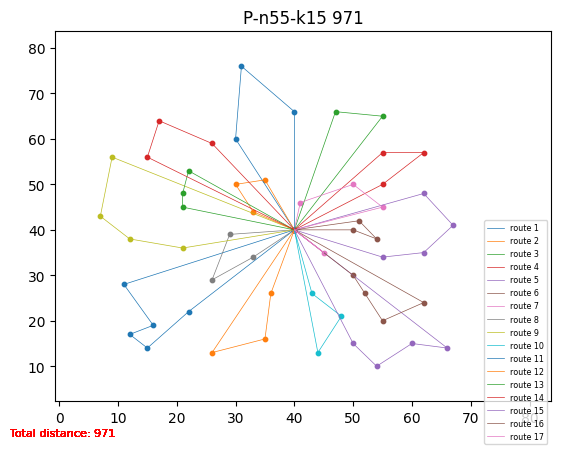 P-n55-k15 971
80
70
60
50
40
30
20
10
0
10
20
30
40
50
60
70
80
route 1
route 2
route 3
route 4
route 5
route 6
route 7
route 8
route 9
route 10
route 11
route 12
route 13
route 14
route 15
route 16
route 17
Total distance: 971